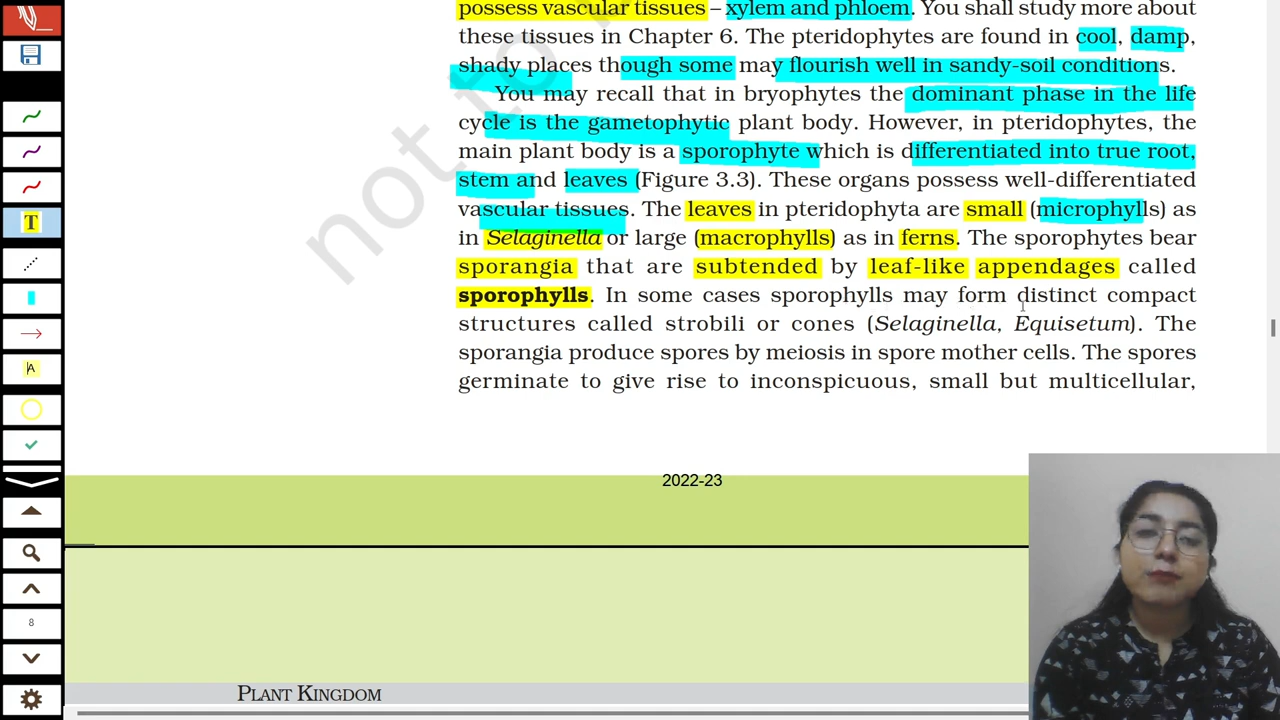 possess vascular tissues – xylem and phloem. You shall study more about
these tissues in Chapter 6. The pteridophytes are found in cool, damp,
shady places though some may flourish well in sandy-soil conditions.
You may recall that in bryophytes the dominant phase in the life
cycle is the gametophytic plant body. However, in pteridophytes, the
main plant body is a sporophyte which is differentiated into true root,
stem and leaves (Figure 3.3). These organs possess well-differentiated
vascular tissues. The leaves in pteridophyta are small (microphylls) as
in Selaginella or large (macrophylls) as in ferns. The sporophytes bear
sporangia that are subtended by leaf-like appendages called
sporophylls. In some cases sporophylls may form distinct compact
structures called strobili or cones (Selaginella, Equisetum). The
sporangia produce spores by meiosis in spore mother cells. The spores
germinate to give rise to inconspicuous, small but multicellular,
not to
T
A
8
2022-23
PLANT KINGDOM